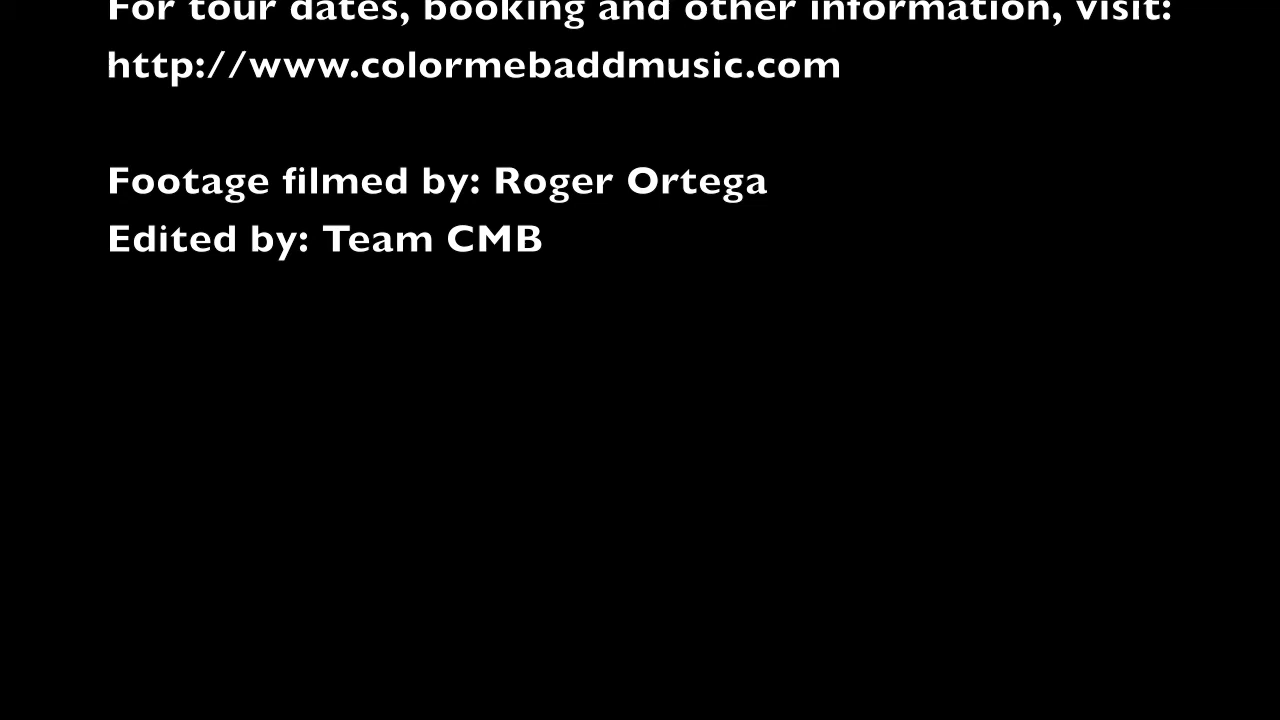 For tour dates, booking and other information, visit:
http://www.colormebaddmusic.com
Footage filmed by: Roger Ortega
Edited by: Team CMB